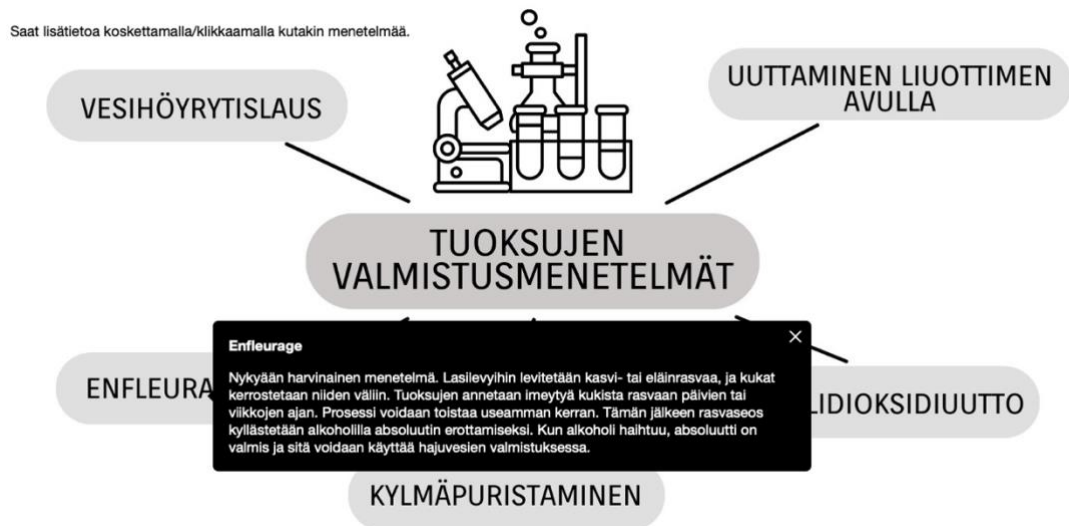 Saat lisätietoa koskettamalla/klikkaamalla kutakin menetelmää.
VESIHÖYRYTISLAUS
UUTTAMINEN LIUOTTIMEN
AVULLA
TUOKSUJEN
VALMISTUSMENETELMÄT
ENFLEURA
Enfleurage
Nykyään harvinainen menetelmä. Lasilevyihin levitetään kasvi- tai eläinrasvaa, ja kukat
kerrostetaan niiden väliin. Tuoksujen annetaan imeytyä kukista rasvaan päivien tai
viikkojen ajan. Prosessi voidaan toistaa useamman kerran. Tämän jälkeen rasvaseos
kyllästetään alkoholilla absoluutin erottamiseksi. Kun alkoholi haihtuu, absoluutti on
valmis ja sitä voidaan käyttää hajuvesien valmistuksessa.
LIDIOKSIDIUUTTO
KYLMÄPURISTAMINEN